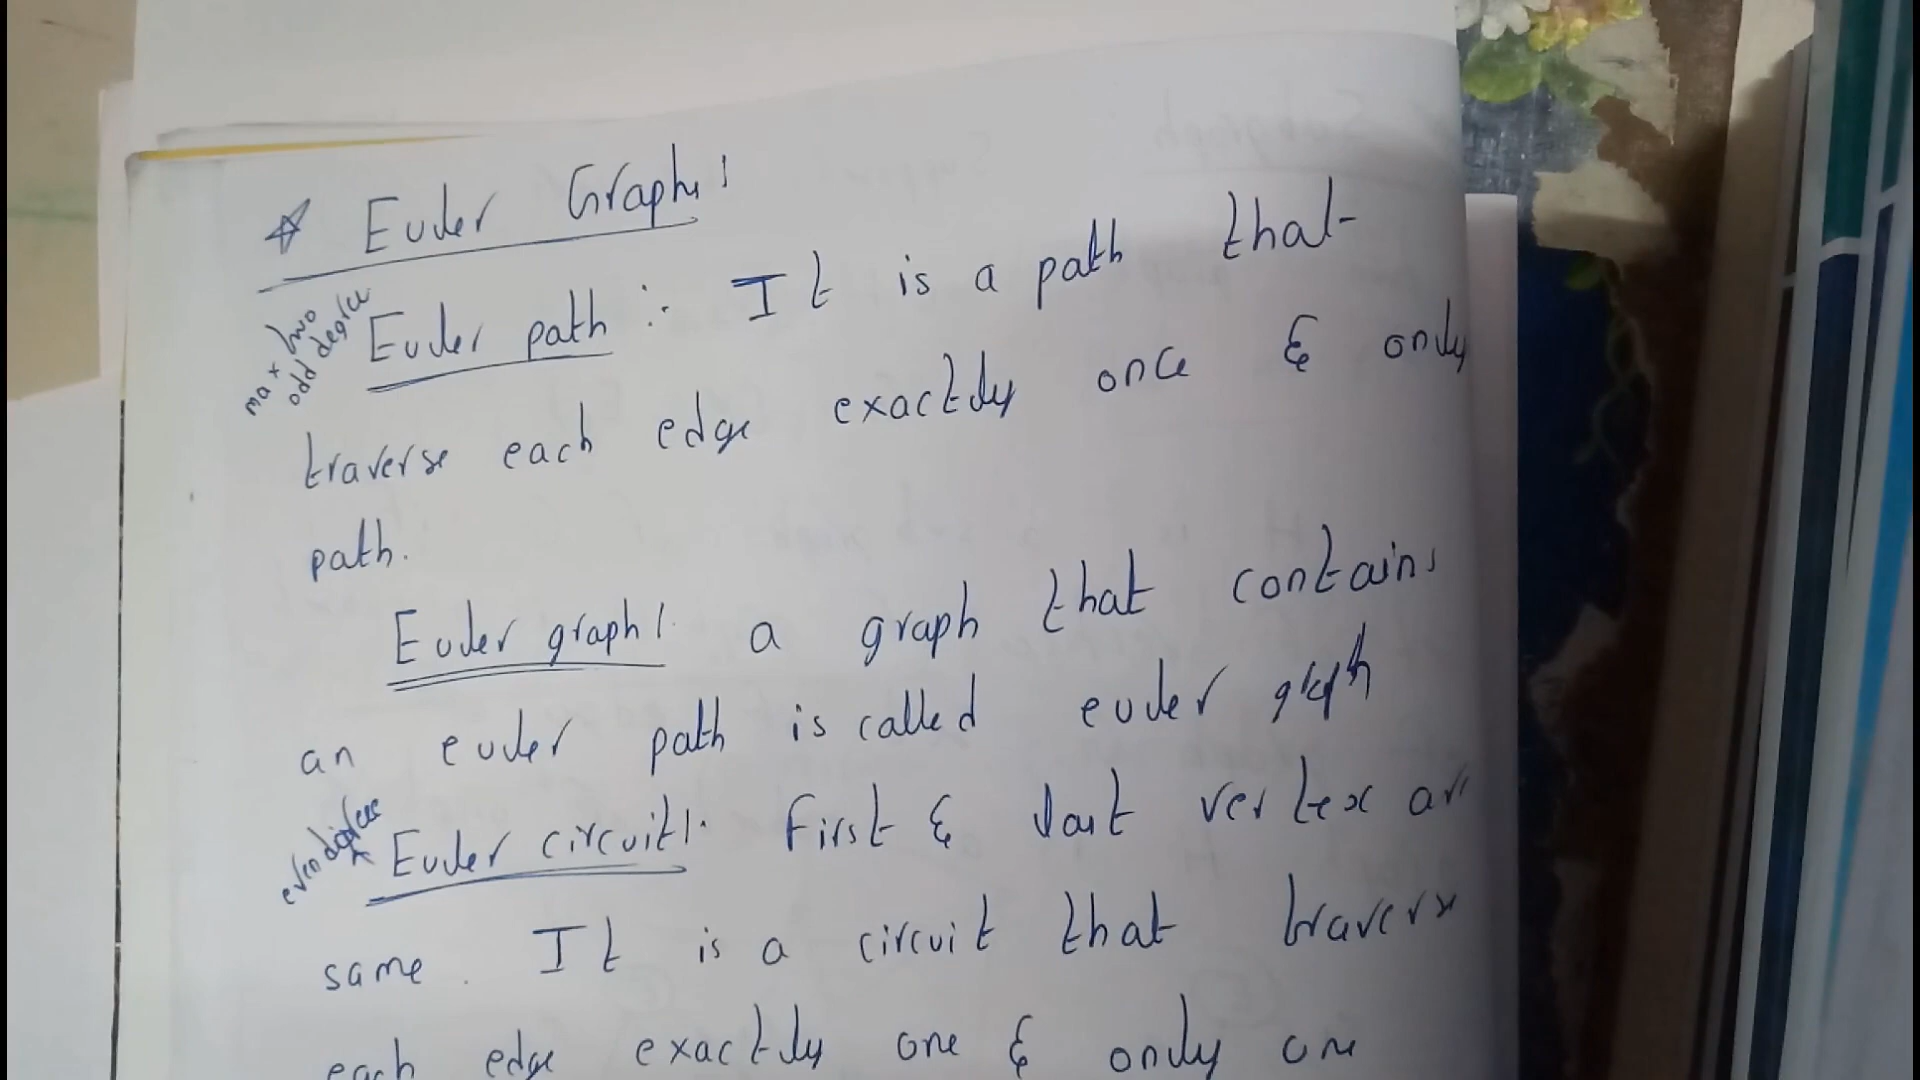 ☆ Euler Graph:
max two
odd degree
Euler path :- It is a path that
traverse each edge exactly once & only
path.
Euler graph: a graph that contains
an euler path is called euler graph
even degree
Euler circuit:- First & last vertex are
same. It is a circuit that traverse
each edge exactly one & only one